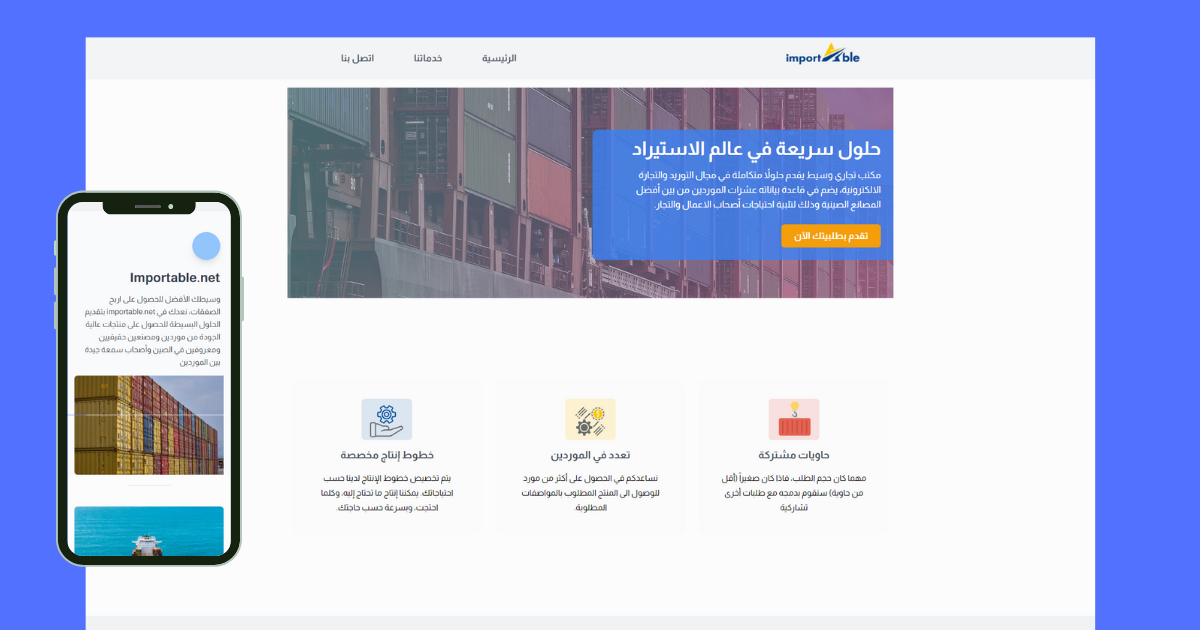 importable
الرئيسية
خدماتنا
اتصل بنا
حلول سريعة في عالم الاستيراد
مكتب تجاري وسيط يقدم حلولاً متكاملة في مجال التوريد والتجارة
الالكترونية، يضم في قاعدة بياناته عشرات الموردين من بين أفضل
المصانع الصينية وذلك لتلبية احتياجات أصحاب الاعمال والتجار.
تقدم بطلبيتك الآن
حاويات مشتركة
مهما كان حجم الطلب، فاذا كان صغيراً (أقل
من حاوية) سنقوم بدمجه مع طلبات أخرى
تشاركية
تعدد في الموردين
نساعدكم في الحصول على أكثر من مورد
للوصول الى المنتج المطلوب بالمواصفات
المطلوبة.
خطوط إنتاج مخصصة
يتم تخصيص خطوط الإنتاج لدينا حسب
احتياجاتك. يمكننا إنتاج ما تحتاج إليه، وكلما
احتجت، وبسرعة حسب حاجتك.
Importable.net
وسيطك الأفضل للحصول على اربح
الصفقات، نعدك في importable.net بتقديم
الحلول البسيطة للحصول على منتجات عالية
الجودة من موردين ومصنعين حقيقيين
ومعروفين في الصين وأصحاب سمعة جيدة
بين الموردين